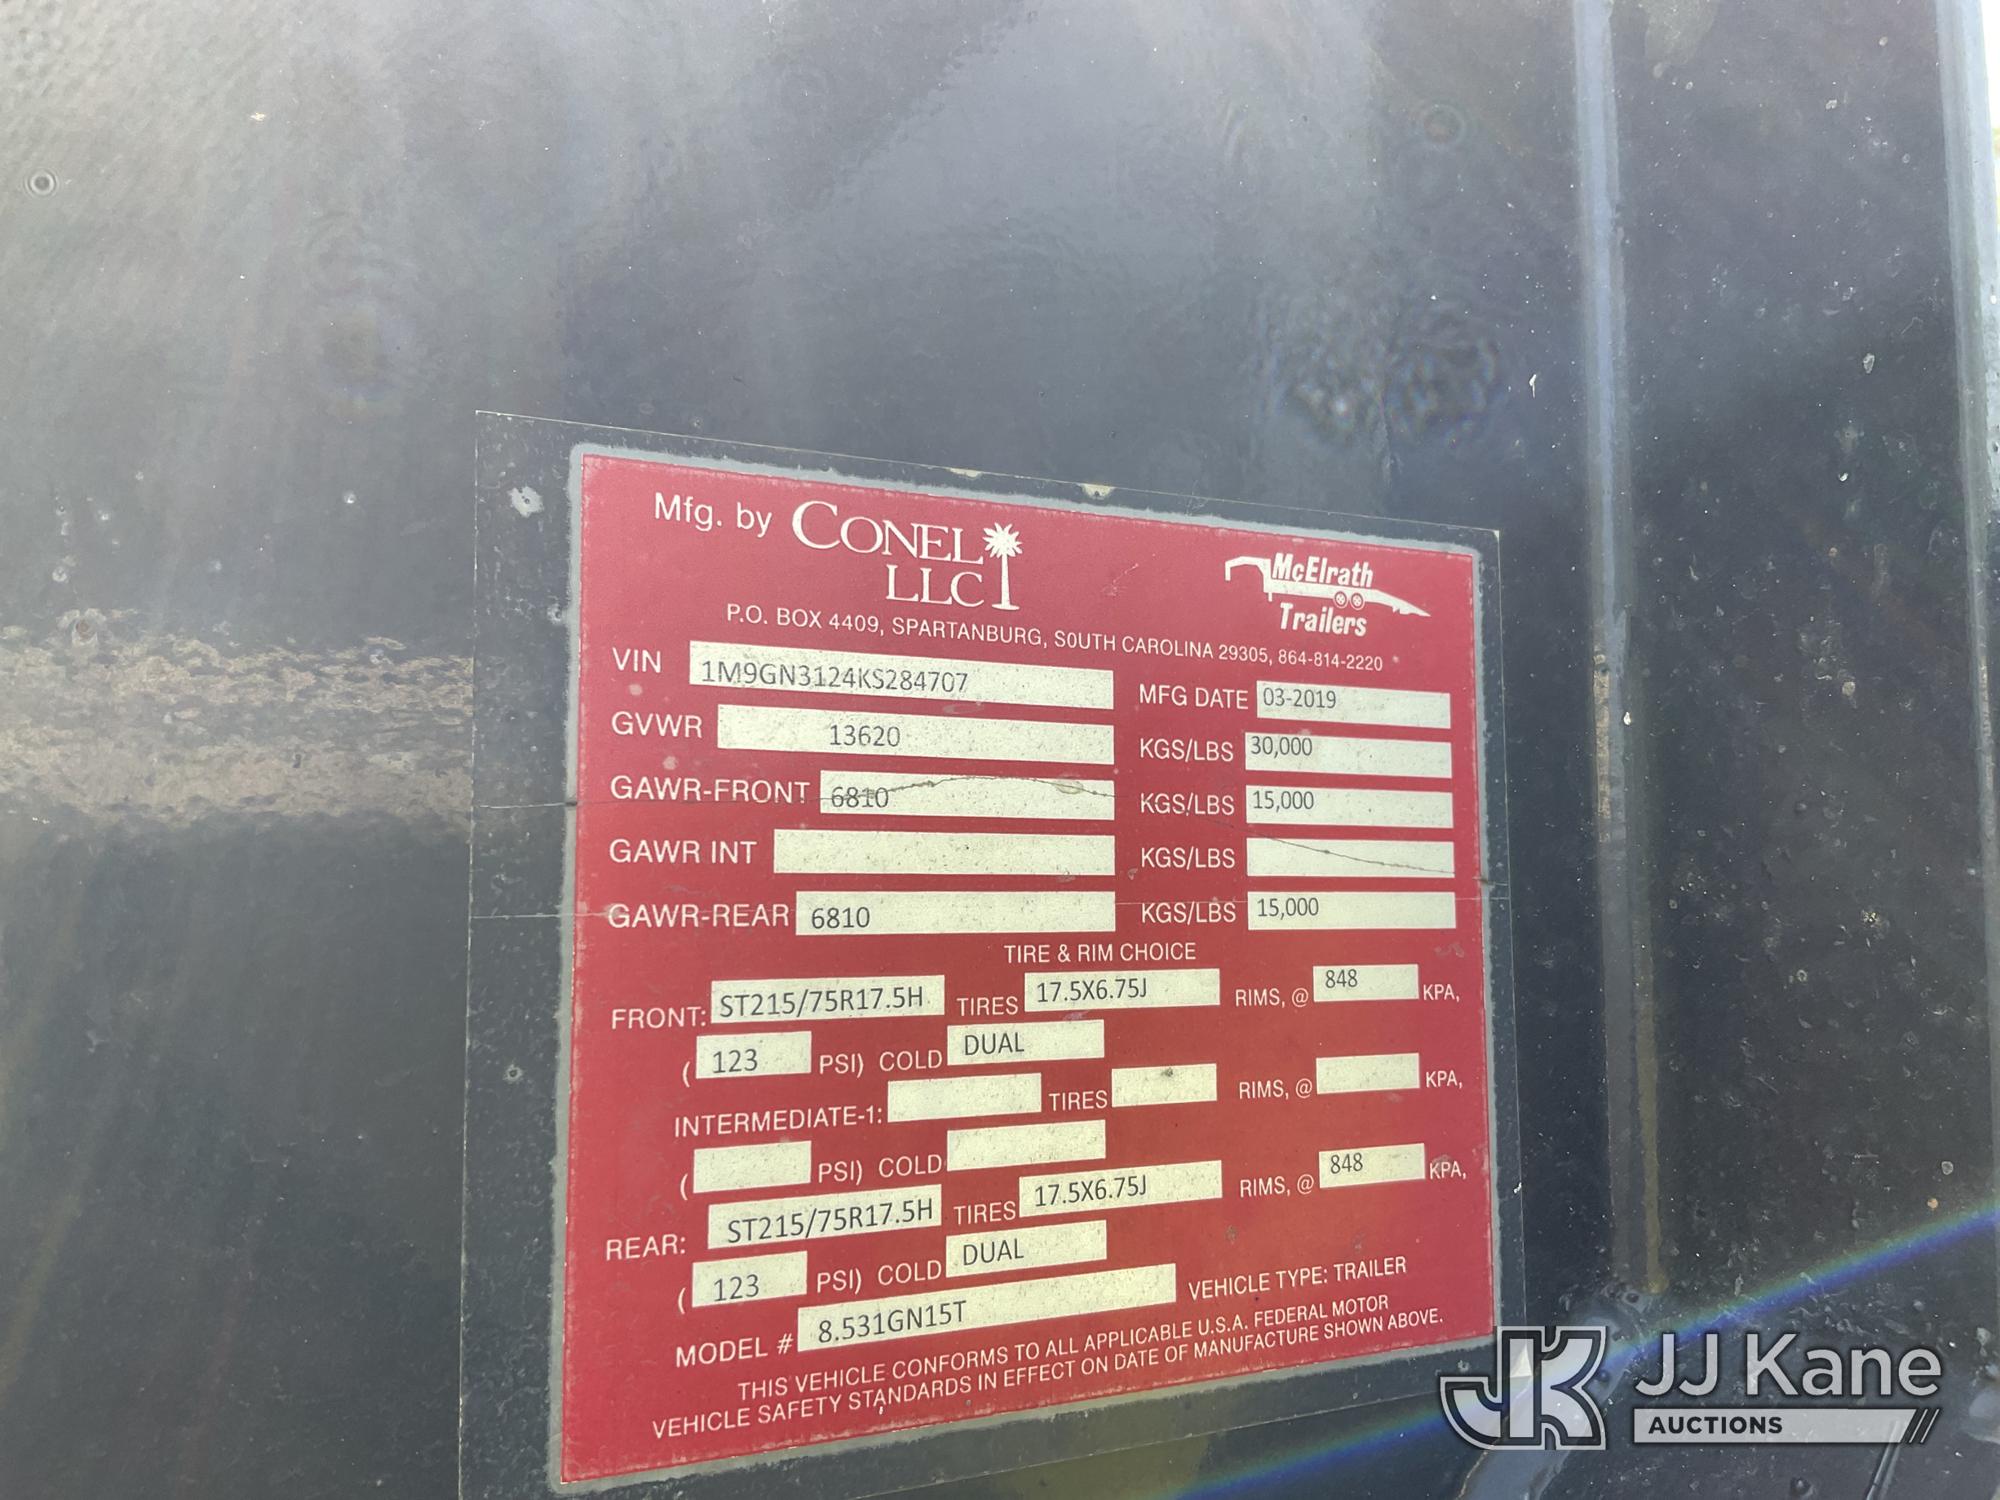 Mfg. by CONEL LLC
McElrath Trailers
P.O. BOX 4409, SPARTANBURG, SOUTH CAROLINA 29305, 864-814-2220
VIN 1M9GN3124KS284707 MFG DATE 03-2019
GVWR 13620 KGS/LBS 30,000
GAWR-FRONT 6810 KGS/LBS 15,000
GAWR INT KGS/LBS
GAWR-REAR 6810 KGS/LBS 15,000
TIRE & RIM CHOICE
FRONT: ST215/75R17.5H TIRES 17.5X6.75J RIMS, @ 848 KPA,
( 123 PSI) COLD DUAL
INTERMEDIATE-1: TIRES RIMS, @ KPA,
( PSI) COLD
REAR: ST215/75R17.5H TIRES 17.5X6.75J RIMS, @ 848 KPA,
( 123 PSI) COLD DUAL
MODEL # 8.531GN15T VEHICLE TYPE: TRAILER
THIS VEHICLE CONFORMS TO ALL APPLICABLE U.S.A. FEDERAL MOTOR
VEHICLE SAFETY STANDARDS IN EFFECT ON DATE OF MANUFACTURE SHOWN ABOVE.
JK JJ Kane
AUCTIONS